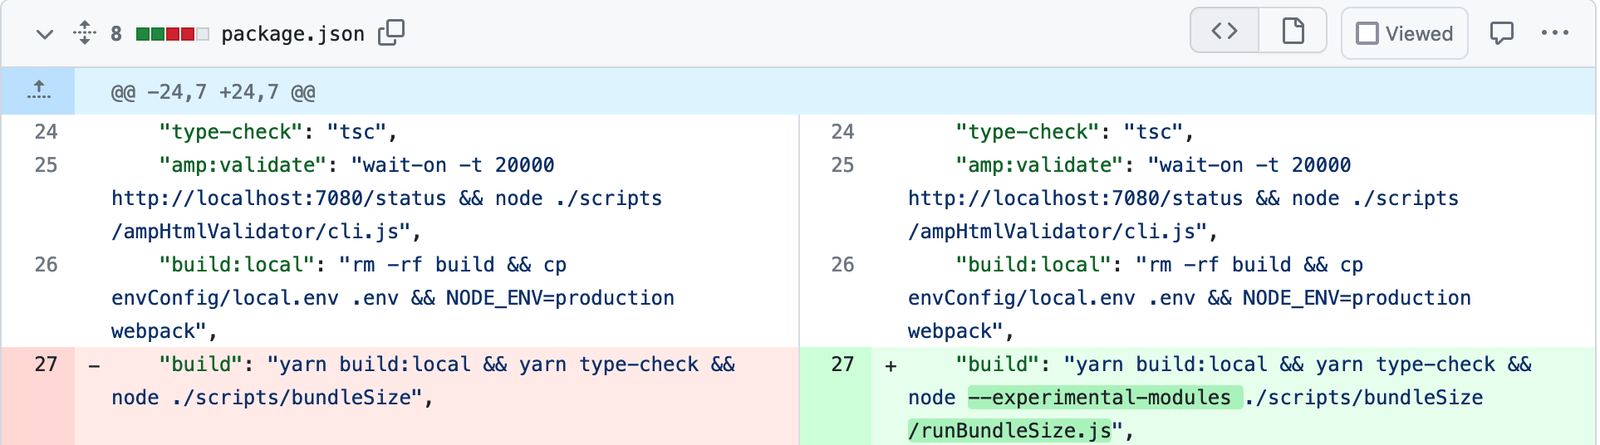 8 package.json Viewed
@@ -24,7 +24,7 @@
24 "type-check": "tsc",
25 "amp:validate": "wait-on -t 20000
http://localhost:7080/status && node ./scripts
/ampHtmlValidator/cli.js",
26 "build:local": "rm -rf build && cp
envConfig/local.env .env && NODE_ENV=production
webpack",
27 - "build": "yarn build:local && yarn type-check &&
node ./scripts/bundleSize",
24 "type-check": "tsc",
25 "amp:validate": "wait-on -t 20000
http://localhost:7080/status && node ./scripts
/ampHtmlValidator/cli.js",
26 "build:local": "rm -rf build && cp
envConfig/local.env .env && NODE_ENV=production
webpack",
27 + "build": "yarn build:local && yarn type-check &&
node --experimental-modules ./scripts/bundleSize
/runBundleSize.js",